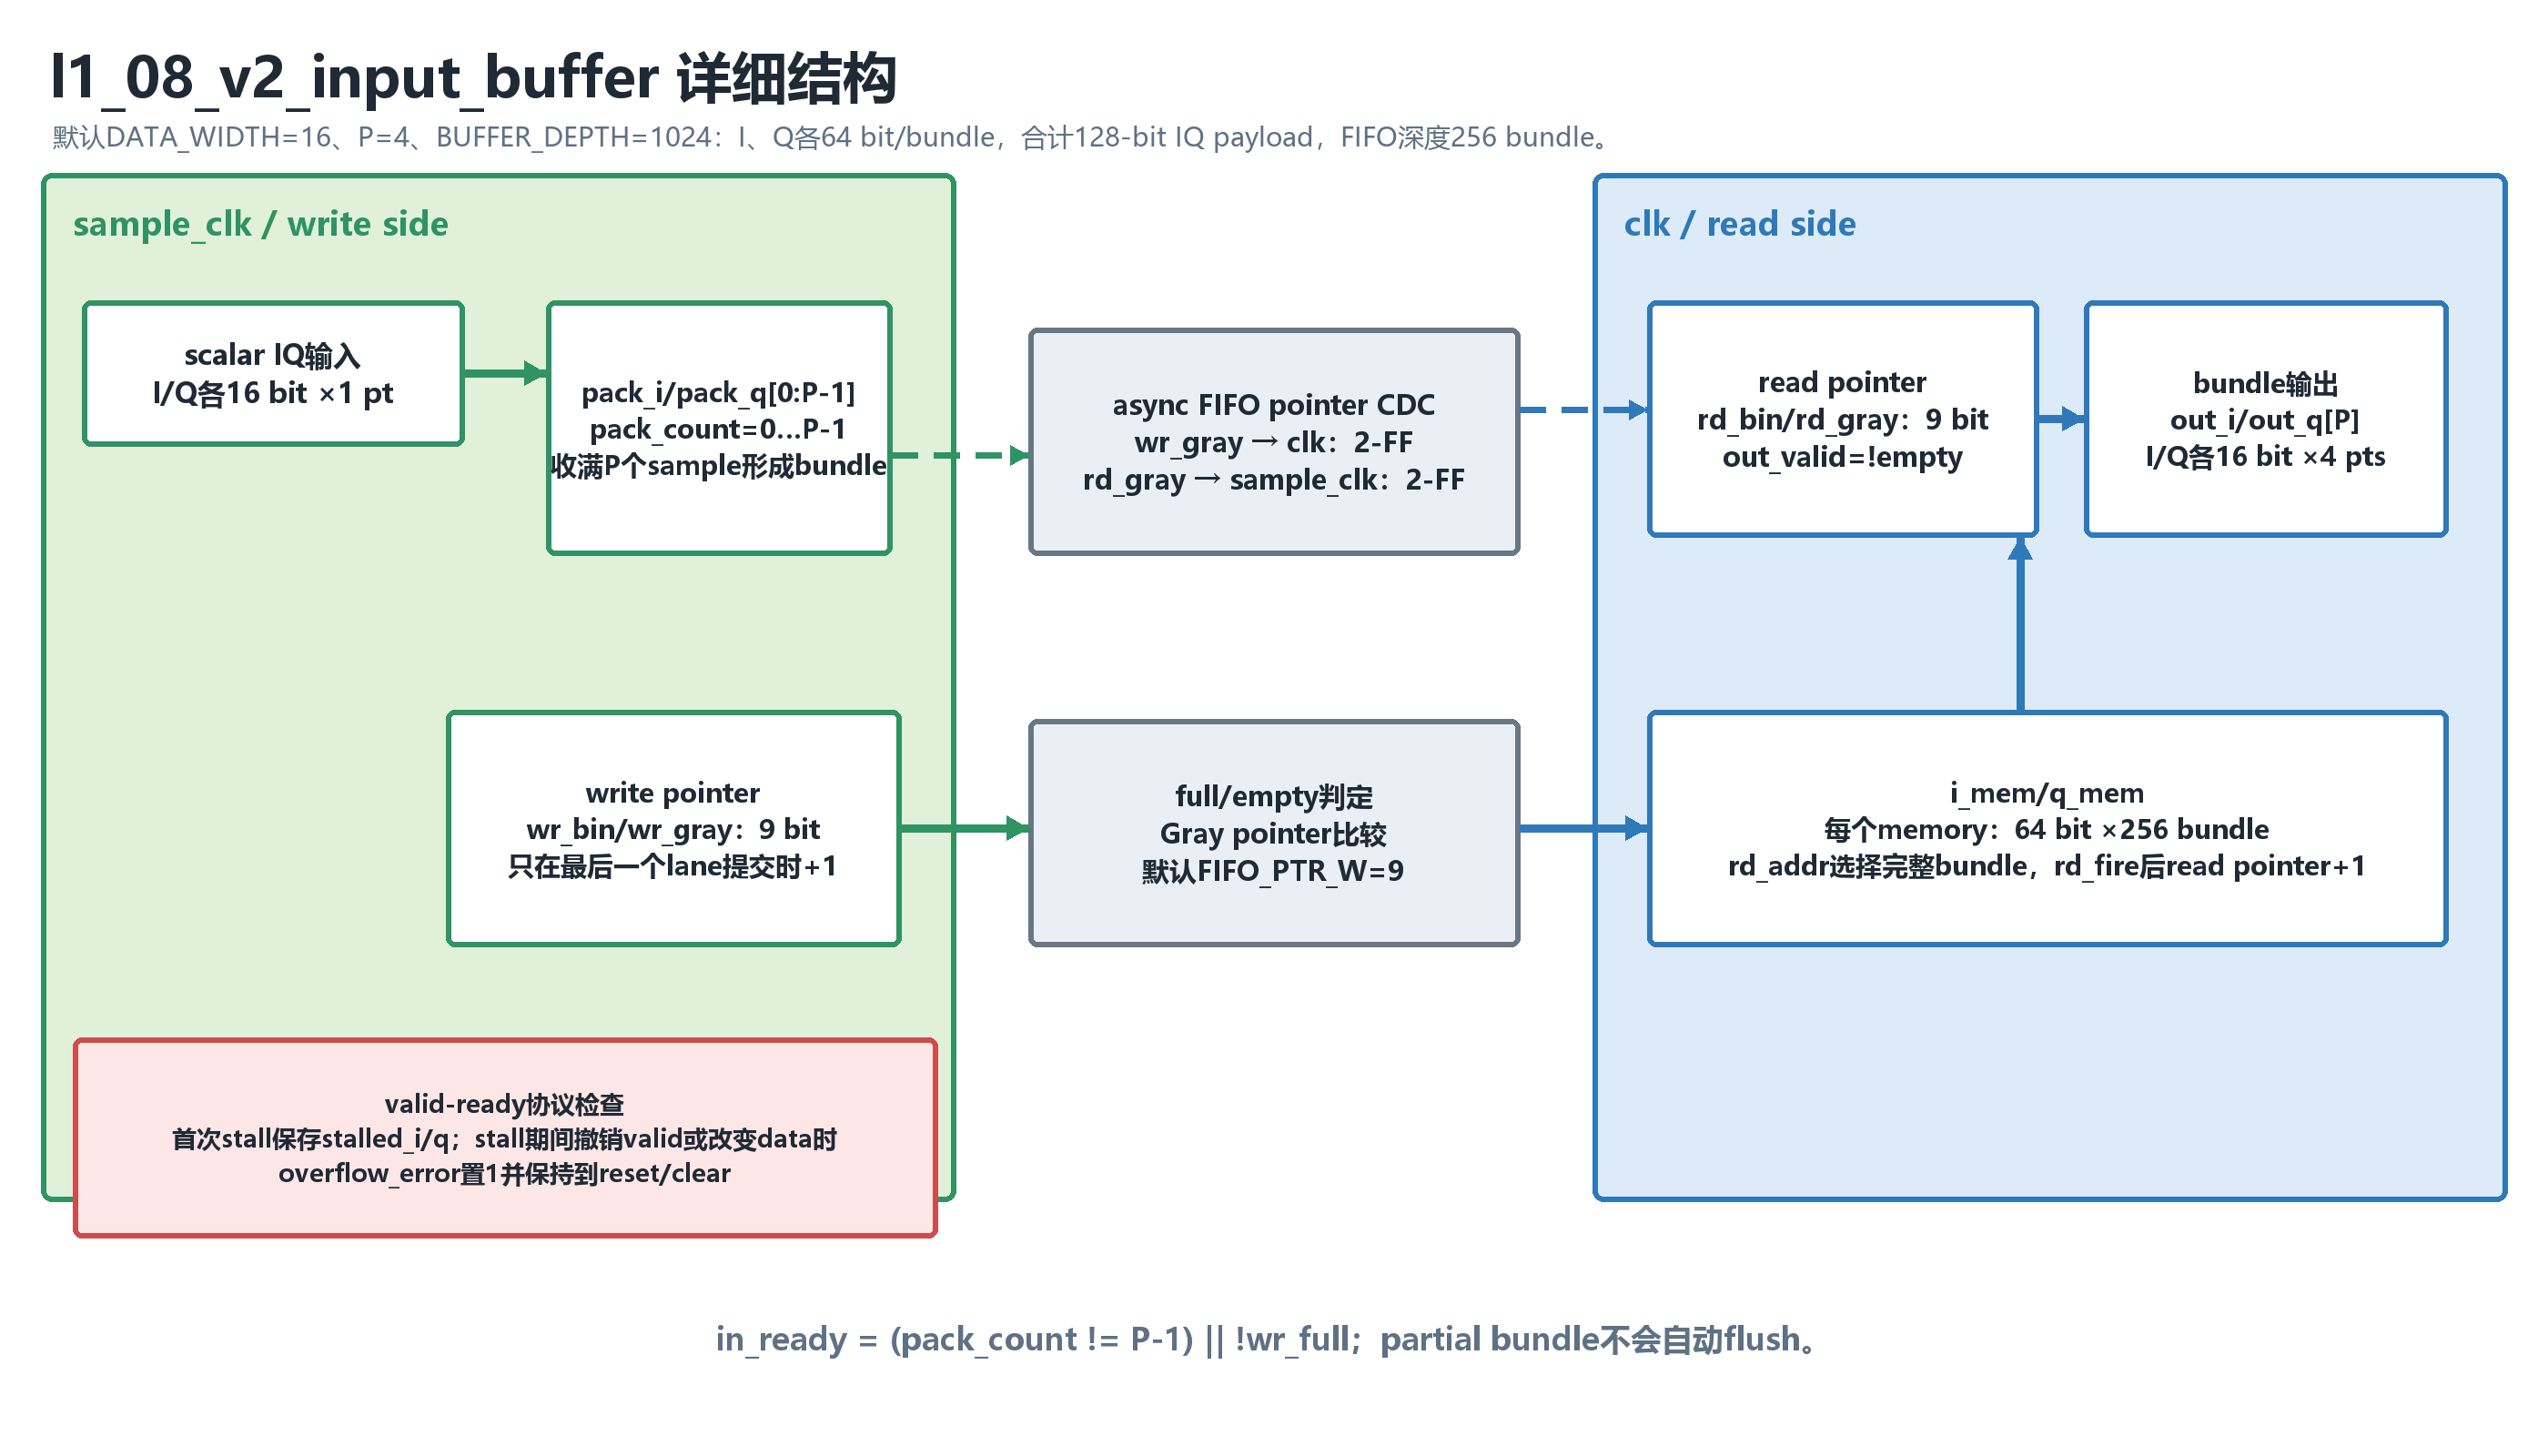 l1_08_v2_input_buffer 详细结构
默认DATA_WIDTH=16、P=4、BUFFER_DEPTH=1024：I、Q各64 bit/bundle，合计128-bit IQ payload，FIFO深度256 bundle。
sample_clk / write side
scalar IQ输入
I/Q各16 bit ×1 pt
pack_i/pack_q[0:P-1]
pack_count=0...P-1
收满P个sample形成bundle
async FIFO pointer CDC
wr_gray → clk：2-FF
rd_gray → sample_clk：2-FF
clk / read side
read pointer
rd_bin/rd_gray：9 bit
out_valid=!empty
bundle输出
out_i/out_q[P]
I/Q各16 bit ×4 pts
write pointer
wr_bin/wr_gray：9 bit
只在最后一个lane提交时+1
full/empty判定
Gray pointer比较
默认FIFO_PTR_W=9
i_mem/q_mem
每个memory：64 bit ×256 bundle
rd_addr选择完整bundle，rd_fire后read pointer+1
valid-ready协议检查
首次stall保存stalled_i/q；stall期间撤销valid或改变data时
overflow_error置1并保持到reset/clear
in_ready = (pack_count != P-1) || !wr_full；partial bundle不会自动flush。